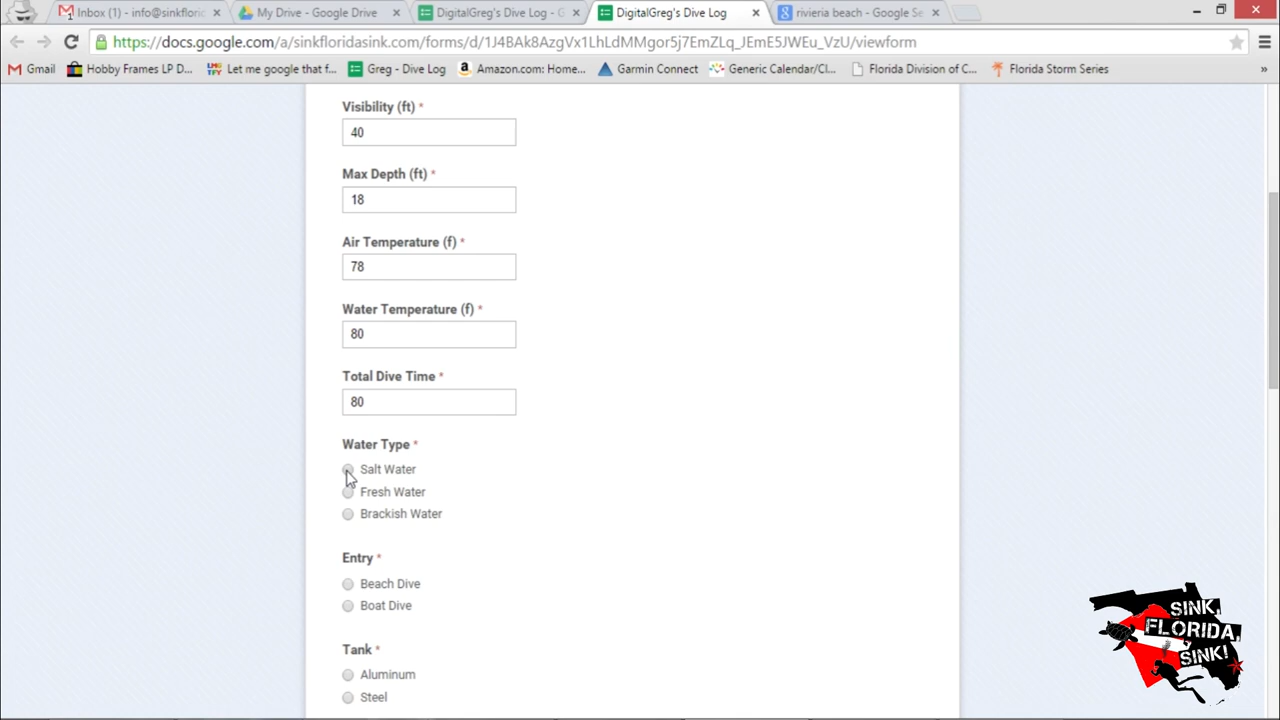 Inbox (1) - info@sinkfloric
My Drive - Google Drive
DigitalGreg's Dive Log - G
DigitalGreg's Dive Log
rivieria beach - Google Se
https://docs.google.com/a/sinkfloridasink.com/forms/d/1J4BAk8AzgVx1LhLdMMgor5j7EmZLq_JEmE5JWEu_VzU/viewform
Gmail
Hobby Frames LP D...
Let me google that f...
Greg - Dive Log
Amazon.com: Home...
Garmin Connect
Generic Calendar/Cl...
Florida Division of C...
Florida Storm Series
»
Visibility (ft) *
40
Max Depth (ft) *
18
Air Temperature (f) *
78
Water Temperature (f) *
80
Total Dive Time *
80
Water Type *
Salt Water
Fresh Water
Brackish Water
Entry *
Beach Dive
Boat Dive
Tank *
Aluminum
Steel
SINK,
FLORIDA,
SINK!